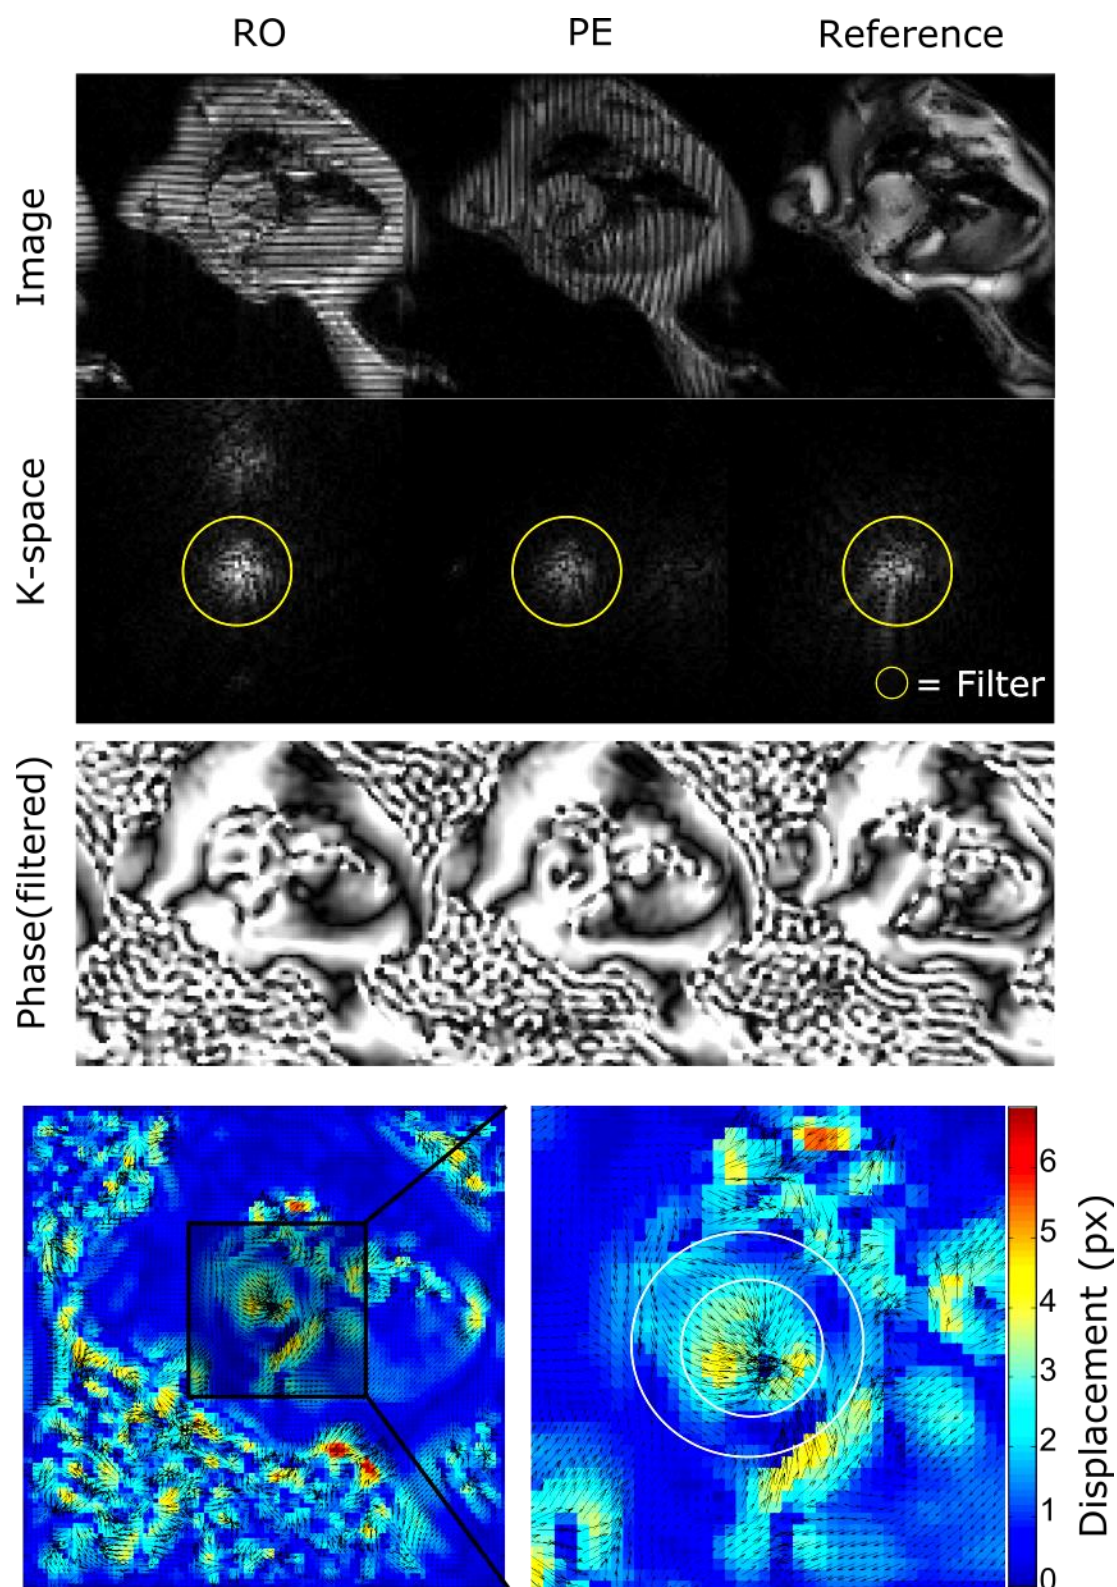 RO PE Reference
Image
K-space
= Filter
Phase(filtered)
6
5
4
3
2
1
0
Displacement (px)